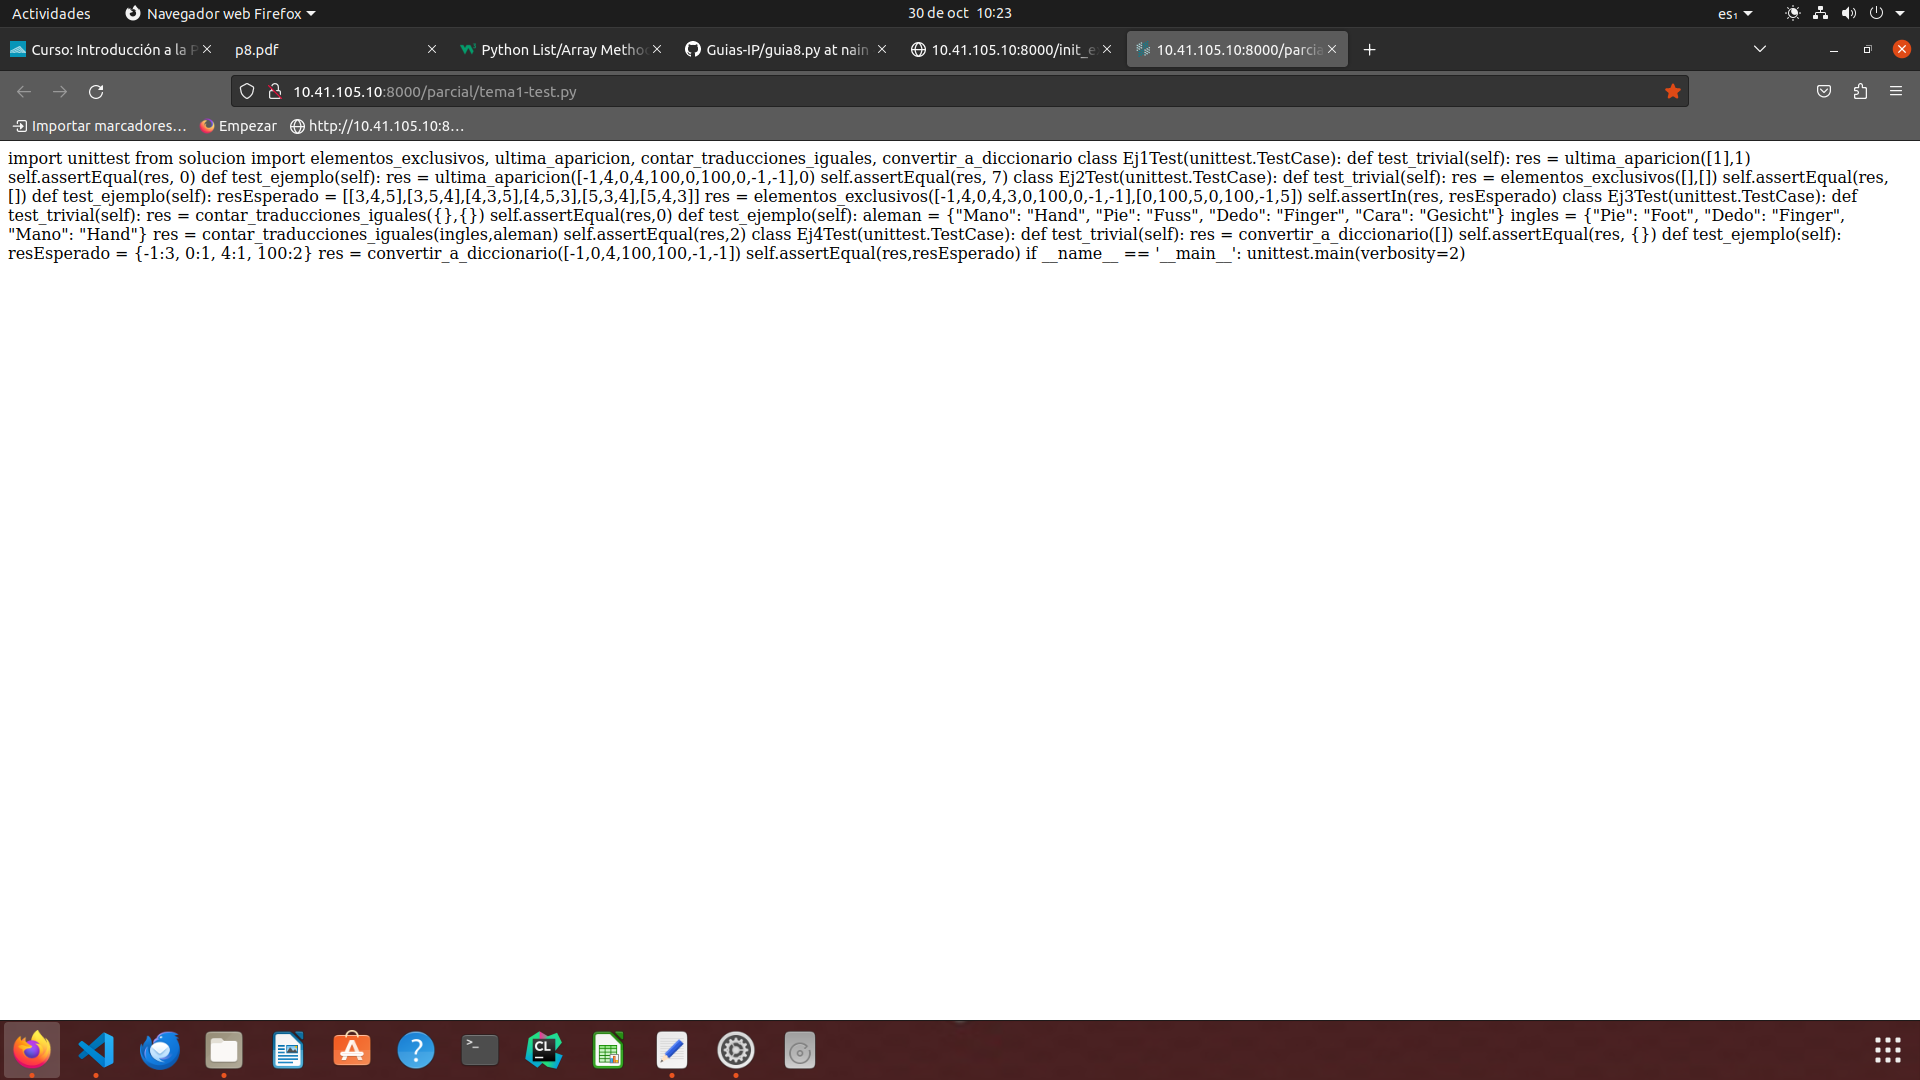 Actividades Navegador web Firefox 30 de oct 10:23 es₁
Curso: Introducción a la P p8.pdf Python List/Array Metho Guias-IP/guia8.py at nain 10.41.105.10:8000/init_e 10.41.105.10:8000/parcia
10.41.105.10:8000/parcial/tema1-test.py
Importar marcadores... Empezar http://10.41.105.10:8...
import unittest from solucion import elementos_exclusivos, ultima_aparicion, contar_traducciones_iguales, convertir_a_diccionario class Ej1Test(unittest.TestCase): def test_trivial(self): res = ultima_aparicion([1],1)
self.assertEqual(res, 0) def test_ejemplo(self): res = ultima_aparicion([-1,4,0,4,100,0,100,0,-1,-1],0) self.assertEqual(res, 7) class Ej2Test(unittest.TestCase): def test_trivial(self): res = elementos_exclusivos([],[]) self.assertEqual(res,
[]) def test_ejemplo(self): resEsperado = [[3,4,5],[3,5,4],[4,3,5],[4,5,3],[5,3,4],[5,4,3]] res = elementos_exclusivos([-1,4,0,4,3,0,100,0,-1,-1],[0,100,5,0,100,-1,5]) self.assertIn(res, resEsperado) class Ej3Test(unittest.TestCase): def
test_trivial(self): res = contar_traducciones_iguales({},{}) self.assertEqual(res,0) def test_ejemplo(self): aleman = {"Mano": "Hand", "Pie": "Fuss", "Dedo": "Finger", "Cara": "Gesicht"} ingles = {"Pie": "Foot", "Dedo": "Finger",
"Mano": "Hand"} res = contar_traducciones_iguales(ingles,aleman) self.assertEqual(res,2) class Ej4Test(unittest.TestCase): def test_trivial(self): res = convertir_a_diccionario([]) self.assertEqual(res, {}) def test_ejemplo(self):
resEsperado = {-1:3, 0:1, 4:1, 100:2} res = convertir_a_diccionario([-1,0,4,100,100,-1,-1]) self.assertEqual(res,resEsperado) if __name__ == '__main__': unittest.main(verbosity=2)
CL